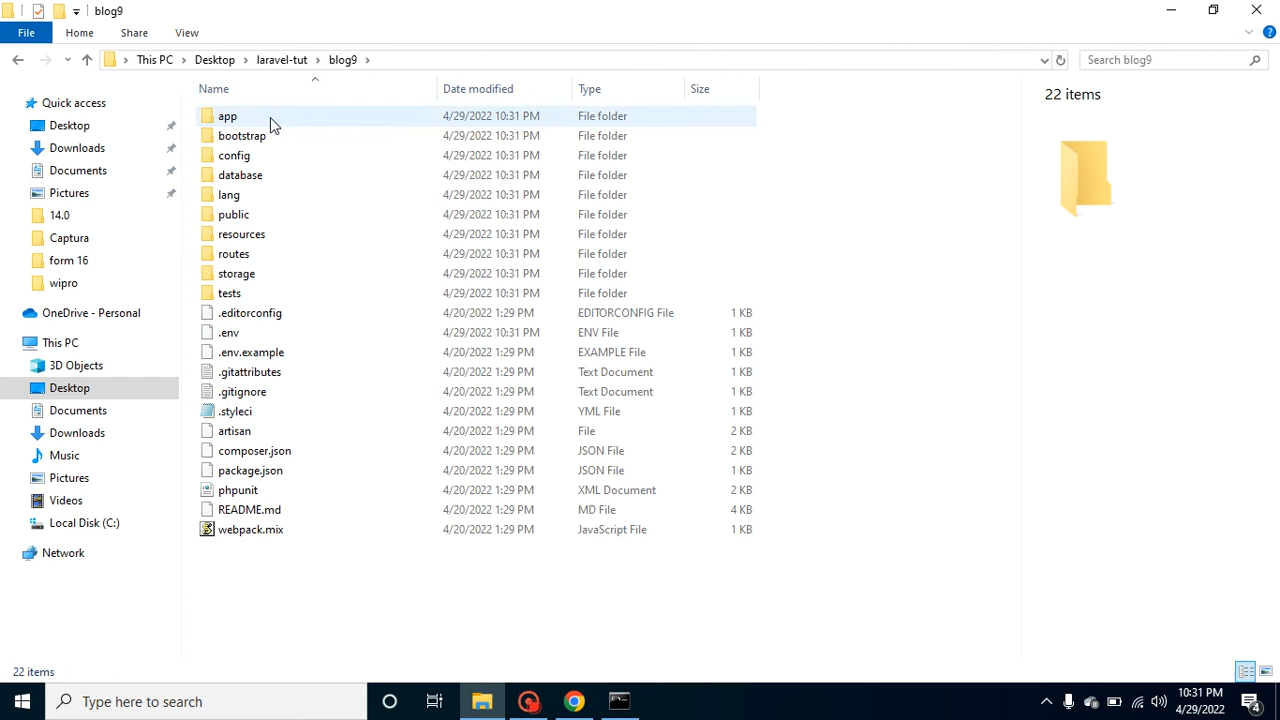 blog9
File Home Share View
This PC Desktop laravel-tut blog9 Search blog9
Name Date modified Type Size
22 items
Quick access
Desktop
Downloads
Documents
Pictures
14.0
Captura
form 16
wipro
OneDrive - Personal
This PC
3D Objects
Desktop
Documents
Downloads
Music
Pictures
Videos
Local Disk (C:)
Network
app 4/29/2022 10:31 PM File folder
bootstrap 4/29/2022 10:31 PM File folder
config 4/29/2022 10:31 PM File folder
database 4/29/2022 10:31 PM File folder
lang 4/29/2022 10:31 PM File folder
public 4/29/2022 10:31 PM File folder
resources 4/29/2022 10:31 PM File folder
routes 4/29/2022 10:31 PM File folder
storage 4/29/2022 10:31 PM File folder
tests 4/29/2022 10:31 PM File folder
.editorconfig 4/20/2022 1:29 PM EDITORCONFIG File 1 KB
.env 4/29/2022 10:31 PM ENV File 1 KB
.env.example 4/20/2022 1:29 PM EXAMPLE File 1 KB
.gitattributes 4/20/2022 1:29 PM Text Document 1 KB
.gitignore 4/20/2022 1:29 PM Text Document 1 KB
.styleci 4/20/2022 1:29 PM YML File 1 KB
artisan 4/20/2022 1:29 PM File 2 KB
composer.json 4/20/2022 1:29 PM JSON File 2 KB
package.json 4/20/2022 1:29 PM JSON File 1 KB
phpunit 4/20/2022 1:29 PM XML Document 2 KB
README.md 4/20/2022 1:29 PM MD File 4 KB
webpack.mix 4/20/2022 1:29 PM JavaScript File 1 KB
22 items
Type here to search
10:31 PM
4/29/2022
4